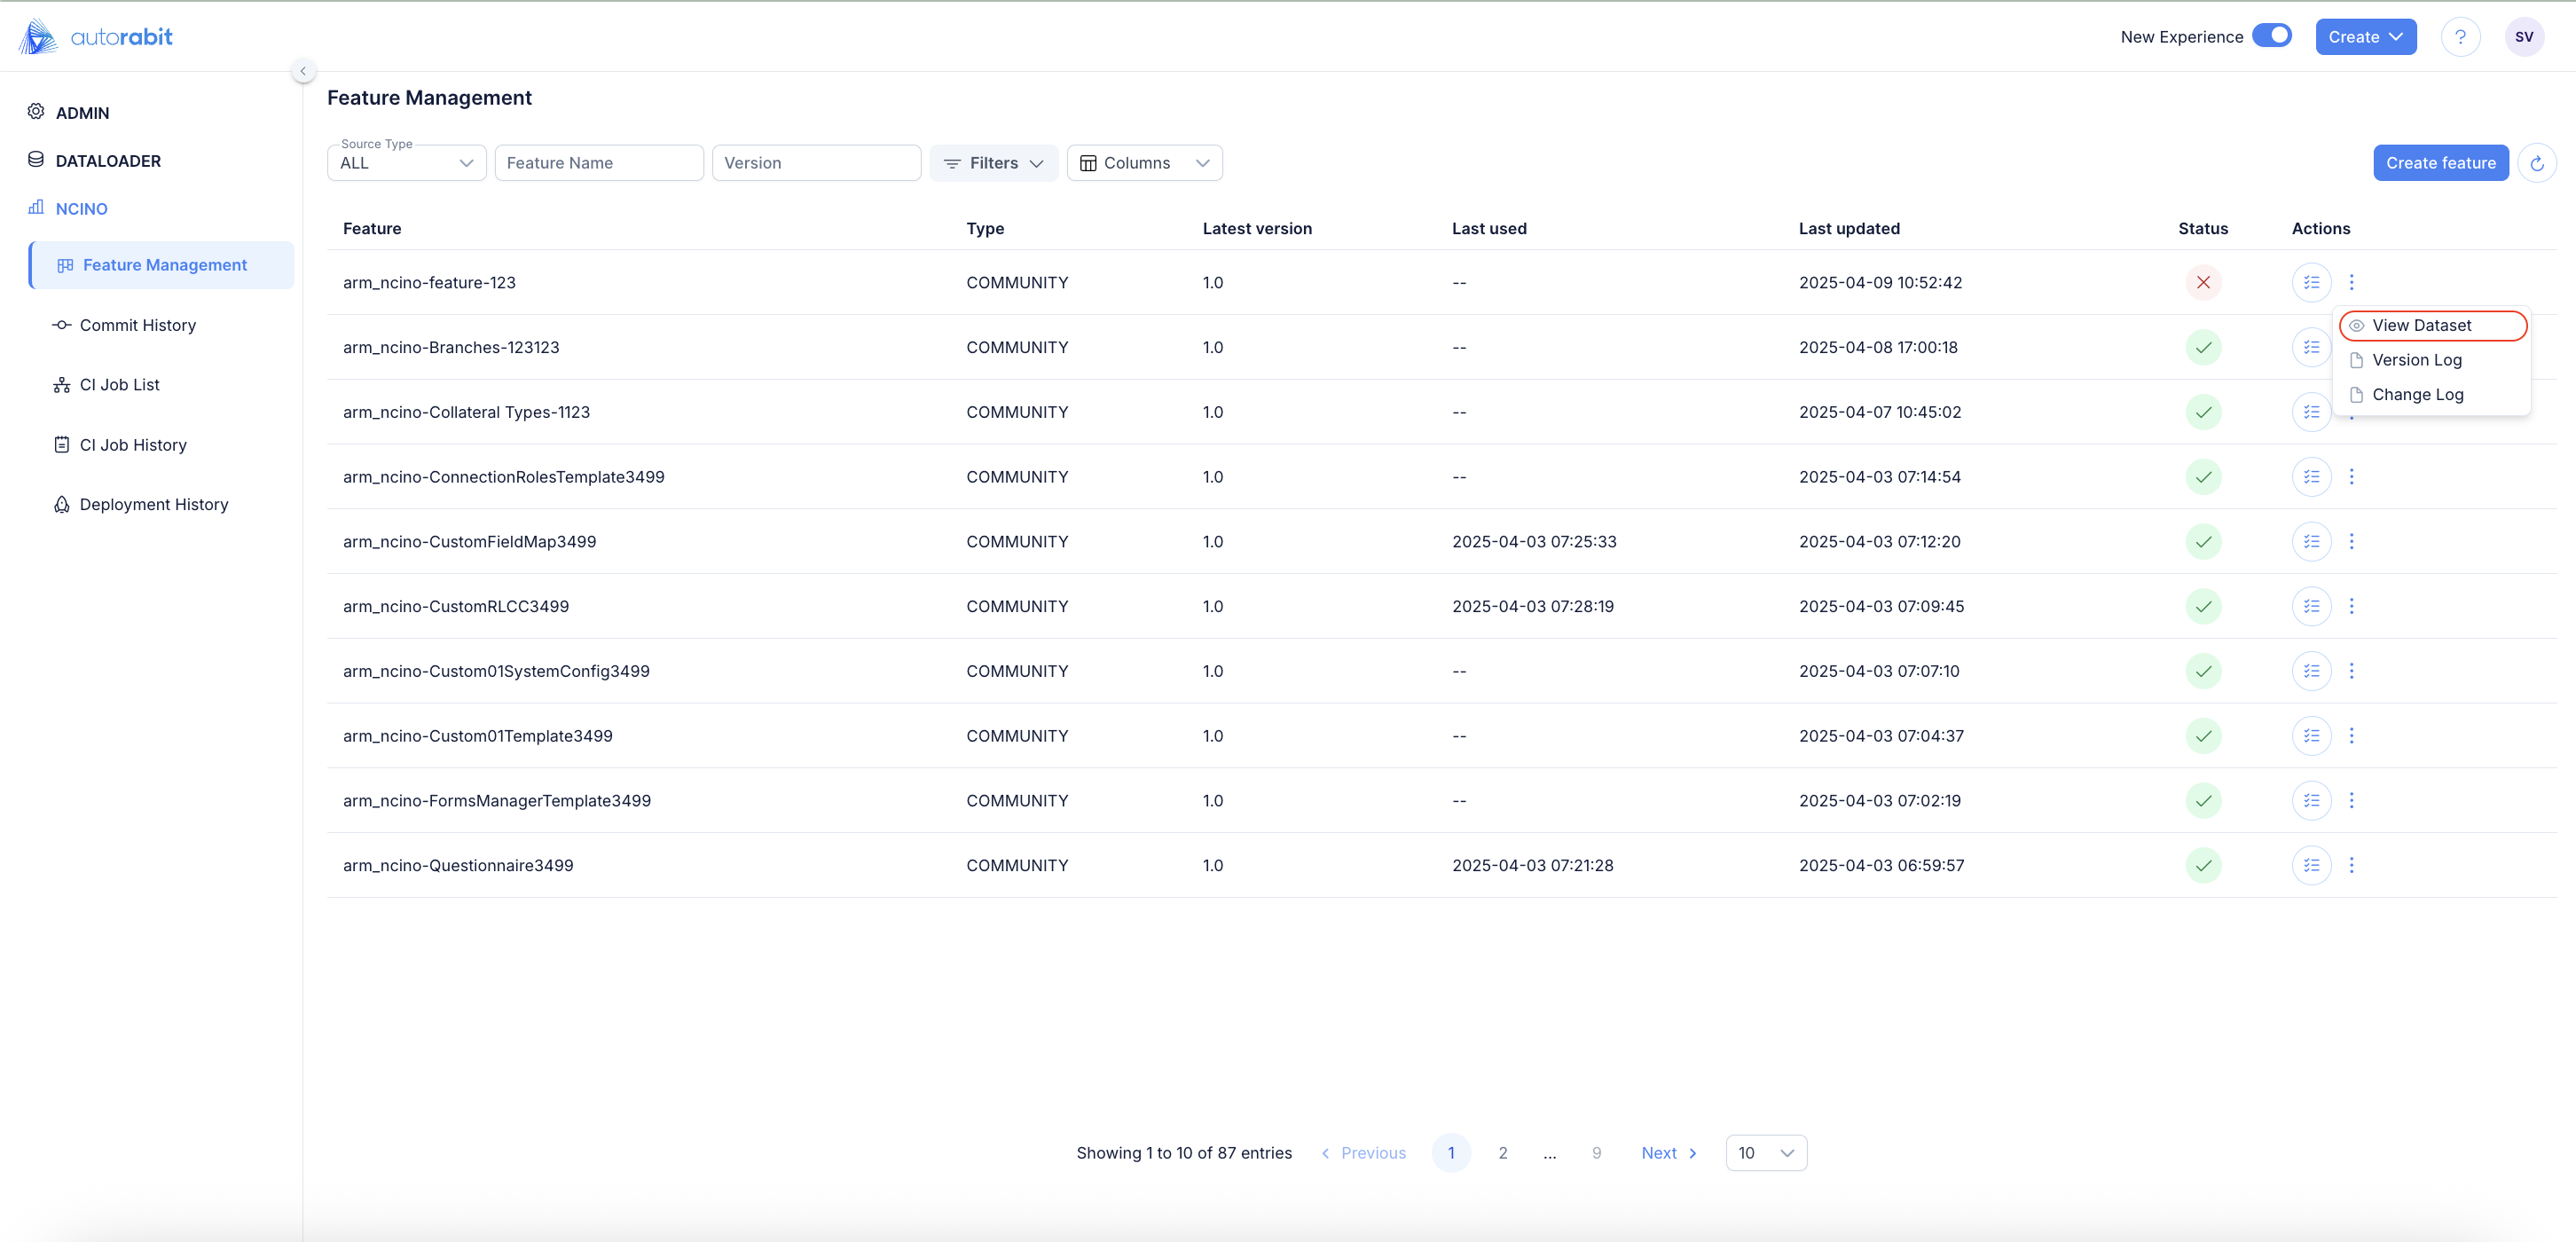 autorabit
New Experience
Create
?
SV
ADMIN
DATALOADER
NCINO
Feature Management
Commit History
CI Job List
CI Job History
Deployment History
Feature Management
Source Type
ALL
Feature Name
Version
Filters
Columns
Create feature
Feature Type Latest version Last used Last updated Status Actions
arm_ncino-feature-123 COMMUNITY 1.0 -- 2025-04-09 10:52:42
View Dataset
Version Log
Change Log
arm_ncino-Branches-123123 COMMUNITY 1.0 -- 2025-04-08 17:00:18
arm_ncino-Collateral Types-1123 COMMUNITY 1.0 -- 2025-04-07 10:45:02
arm_ncino-ConnectionRolesTemplate3499 COMMUNITY 1.0 -- 2025-04-03 07:14:54
arm_ncino-CustomFieldMap3499 COMMUNITY 1.0 2025-04-03 07:25:33 2025-04-03 07:12:20
arm_ncino-CustomRLCC3499 COMMUNITY 1.0 2025-04-03 07:28:19 2025-04-03 07:09:45
arm_ncino-Custom01SystemConfig3499 COMMUNITY 1.0 -- 2025-04-03 07:07:10
arm_ncino-Custom01Template3499 COMMUNITY 1.0 -- 2025-04-03 07:04:37
arm_ncino-FormsManagerTemplate3499 COMMUNITY 1.0 -- 2025-04-03 07:02:19
arm_ncino-Questionnaire3499 COMMUNITY 1.0 2025-04-03 07:21:28 2025-04-03 06:59:57
Showing 1 to 10 of 87 entries Previous 1 2 ... 9 Next 10